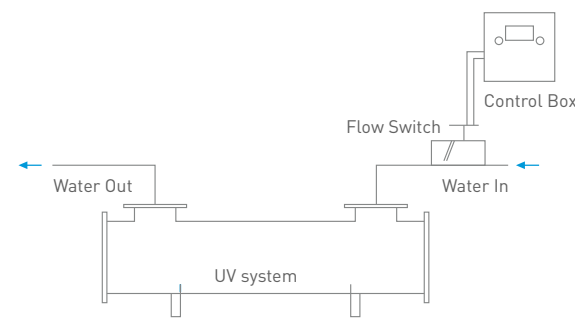 Control Box
Flow Switch
Water Out
Water In
UV system